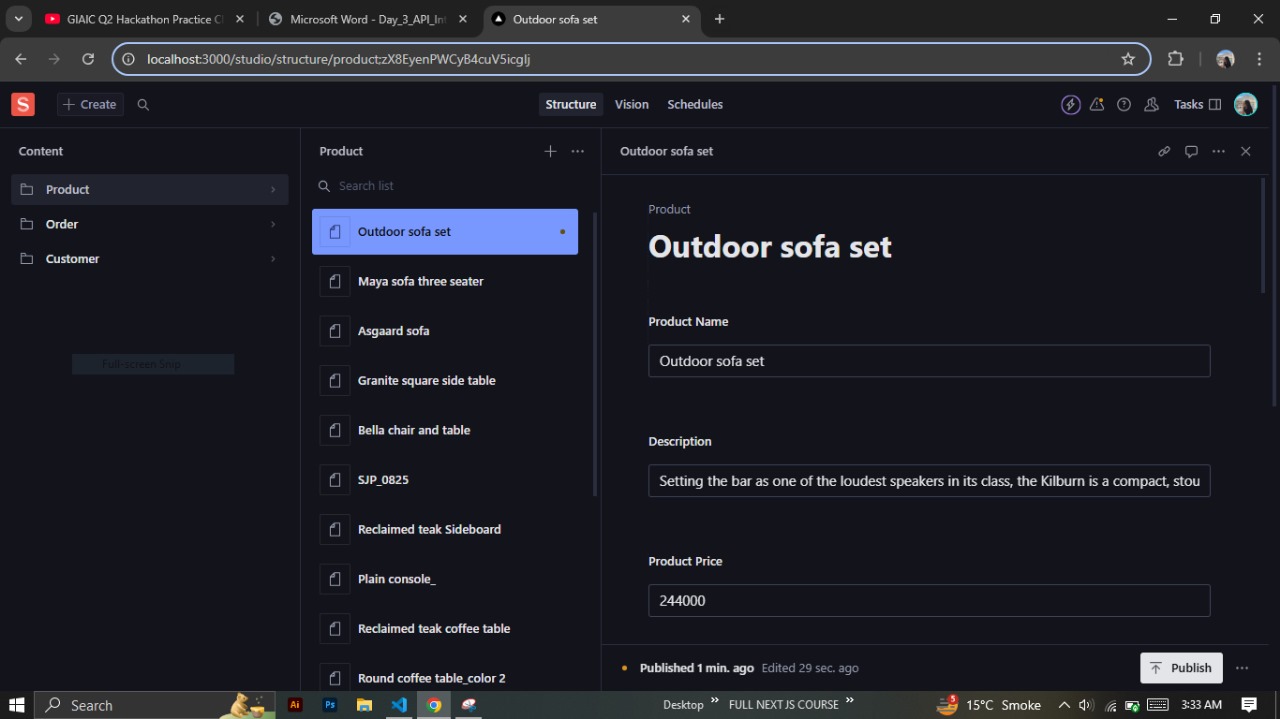 GIAIC Q2 Hackathon Practice Cl
Microsoft Word - Day_3_API_Int
Outdoor sofa set
localhost:3000/studio/structure/product;zX8EyenPWCyB4cuV5icgIj
S
Create
Structure
Vision
Schedules
Tasks
Content
Product
Order
Customer
Full-screen Snip
Product
Search list
Outdoor sofa set
Maya sofa three seater
Asgaard sofa
Granite square side table
Bella chair and table
SJP_0825
Reclaimed teak Sideboard
Plain console_
Reclaimed teak coffee table
Round coffee table_color 2
Outdoor sofa set
Product
Outdoor sofa set
Product Name
Outdoor sofa set
Description
Setting the bar as one of the loudest speakers in its class, the Kilburn is a compact, stou
Product Price
244000
Published 1 min. ago Edited 29 sec. ago
Publish
Search
Ai
Ps
Desktop
FULL NEXT JS COURSE
5
15°C Smoke
3:33 AM